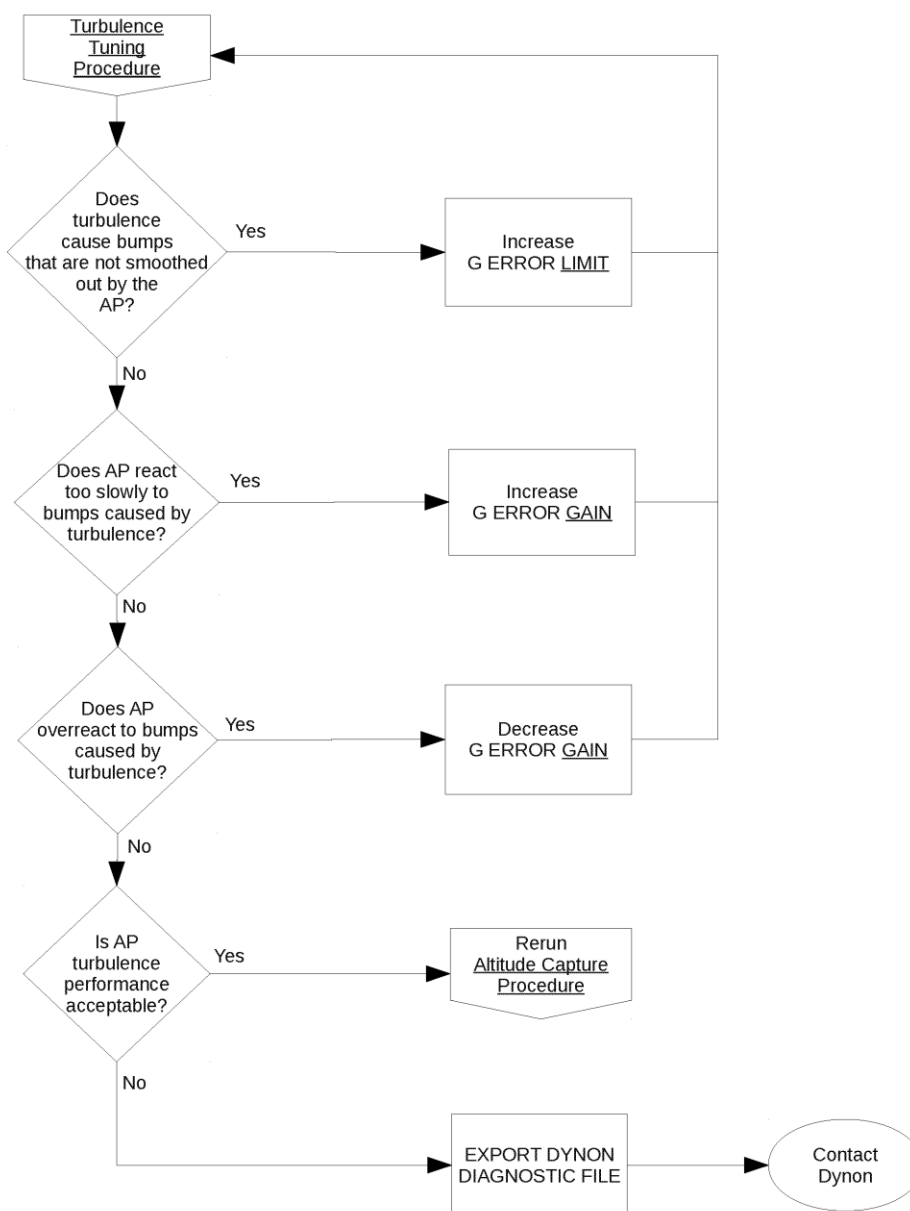 Turbulence
Tuning
Procedure
Does
turbulence
cause bumps
that are not smoothed
out by the
AP?
Yes
Increase
G ERROR LIMIT
No
Does AP react
too slowly to
bumps caused by
turbulence?
Yes
Increase
G ERROR GAIN
No
Does AP
overreact to bumps
caused by
turbulence?
Yes
Decrease
G ERROR GAIN
No
Is AP
turbulence
performance
acceptable?
Yes
Rerun
Altitude Capture
Procedure
No
EXPORT DYNON
DIAGNOSTIC FILE
Contact
Dynon